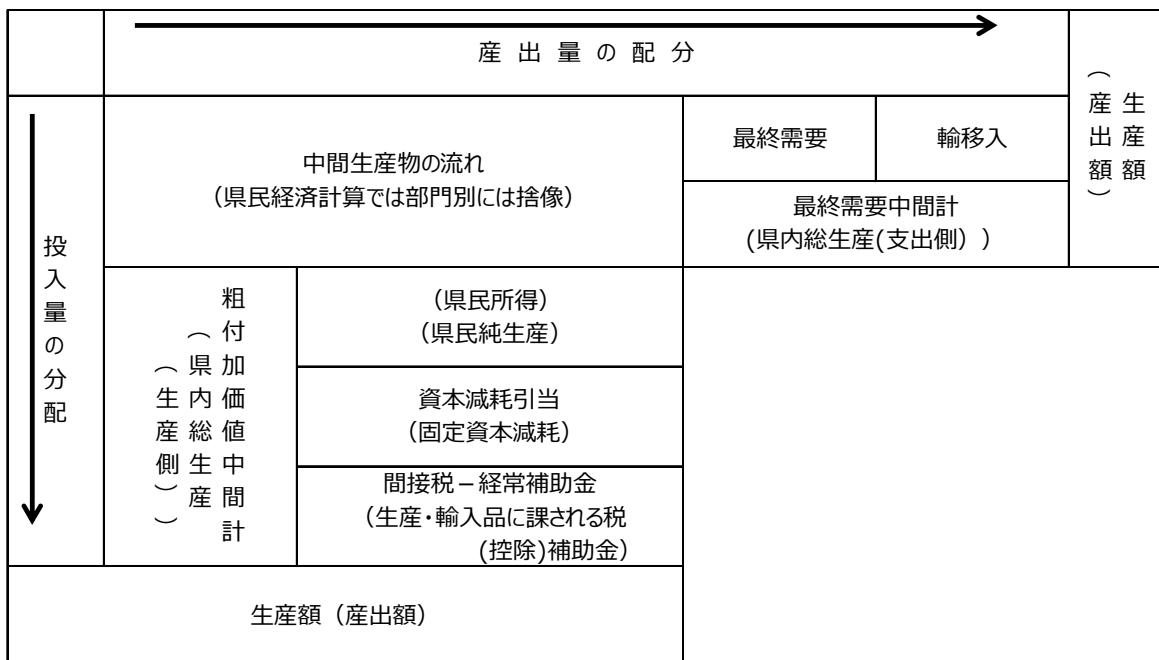 産出量の配分
生産額
（産出額）
投入量の分配
中間生産物の流れ
（県民経済計算では部門別には捨像）
最終需要
輸移入
最終需要中間計
(県内総生産(支出側））
粗付加価値中間計
（県内総生産
（生産側））
（県民所得）
（県民純生産）
資本減耗引当
（固定資本減耗）
間接税－経常補助金
（生産・輸入品に課される税
(控除)補助金）
生産額（産出額）